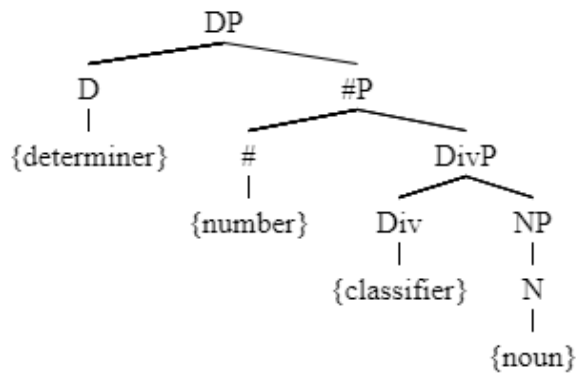 DP
D #P
{determiner} # DivP
{number} Div NP
{classifier} N
{noun}